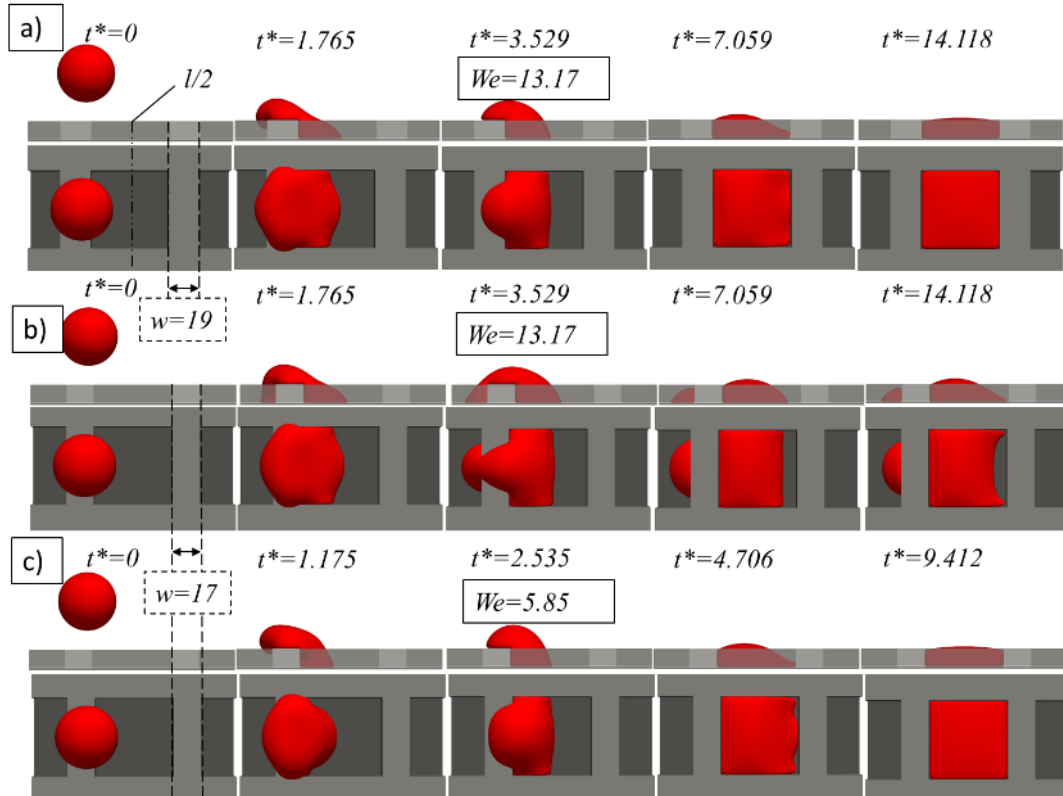 a) t*=0 t*=1.765 t*=3.529 t*=7.059 t*=14.118
l/2 We=13.17
t*=0 t*=1.765 t*=3.529 t*=7.059 t*=14.118
b) w=19 We=13.17
c) t*=0 t*=1.175 t*=2.535 t*=4.706 t*=9.412
w=17 We=5.85